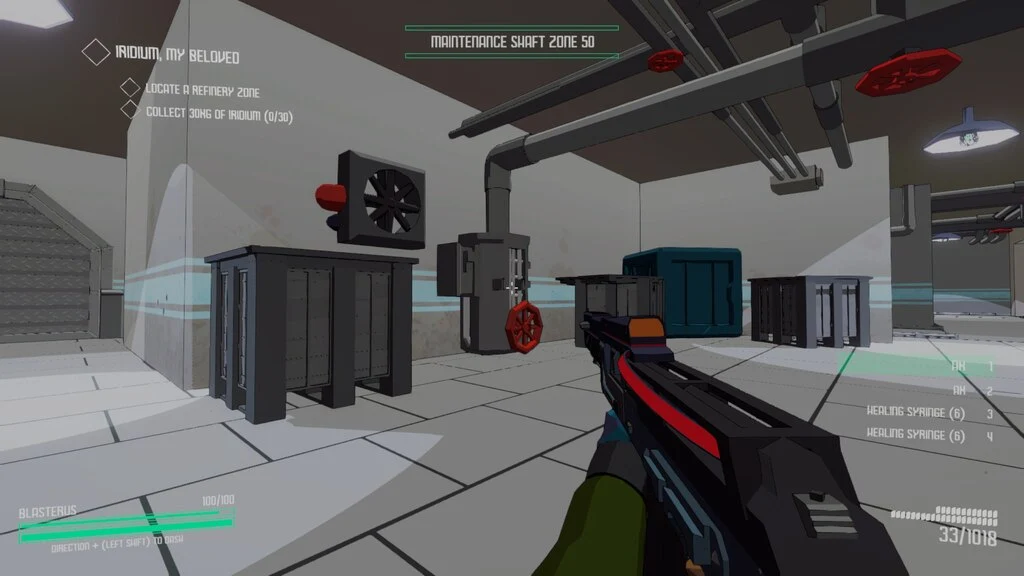 IRIDIUM, MY BELOVED
LOCATE A REFINERY ZONE
COLLECT 30KG OF IRIDIUM (0/30)
MAINTENANCE SHAFT ZONE 50
AK 1
AK 2
HEALING SYRINGE (6) 3
HEALING SYRINGE (6) 4
BLASTERUS 100/100
DIRECTION + (LEFT SHIFT) TO DASH
33/1018